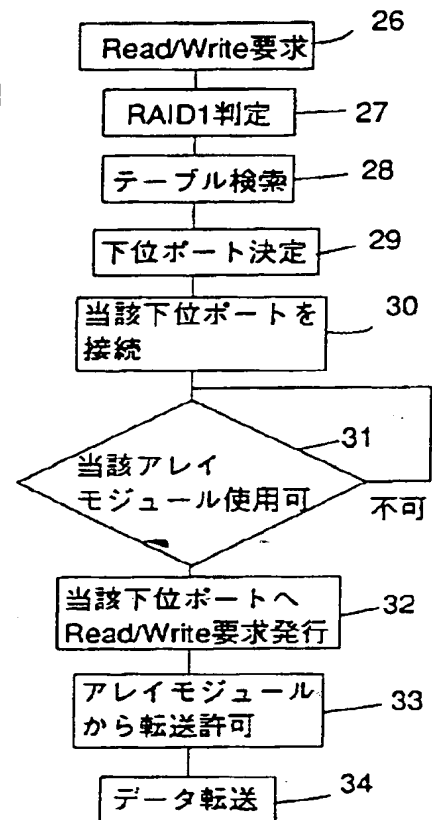 Read/Write要求
26
RAID1判定
27
テーブル検索
28
下位ポート決定
29
当該下位ポートを
接続
30
31
当該アレイ
モジュール使用可
不可
当該下位ポートへ
Read/Write要求発行
32
アレイモジュール
から転送許可
33
データ転送
34